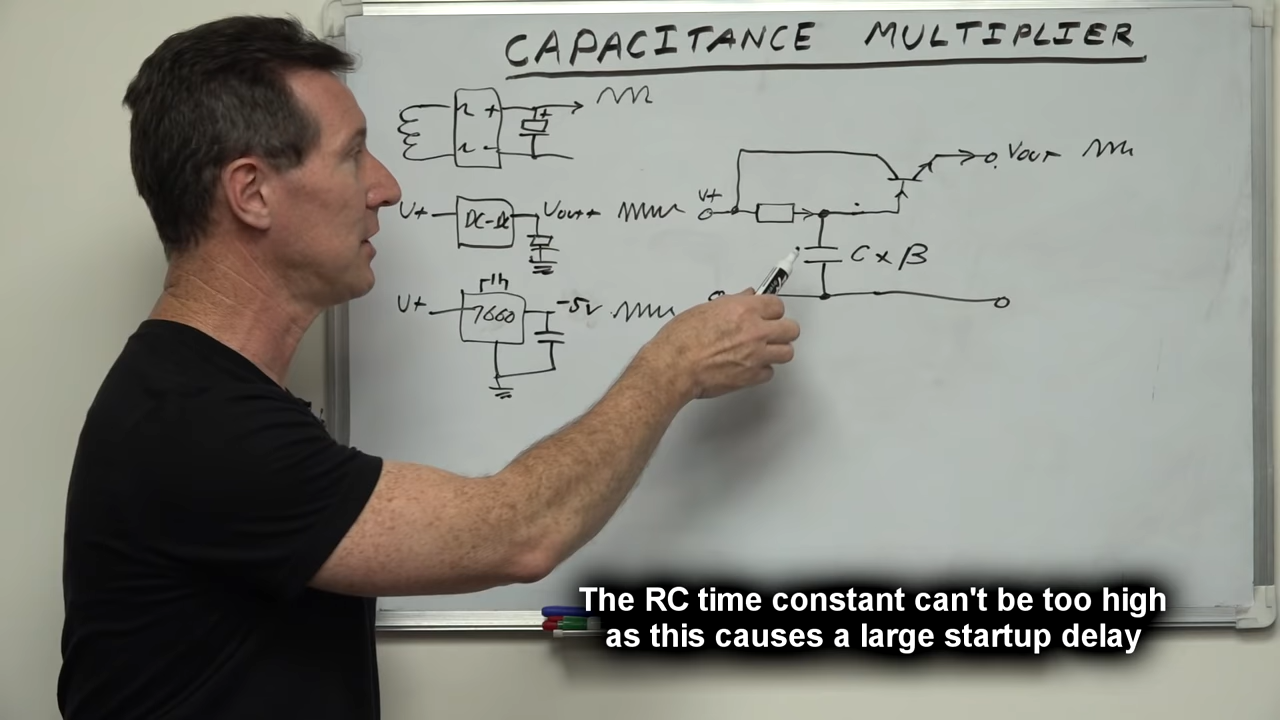 CAPACITANCE MULTIPLIER
+
V+ DC-DC Vout+
V+ 7660 -5V
V+
Vout
C x β
The RC time constant can't be too high
as this causes a large startup delay